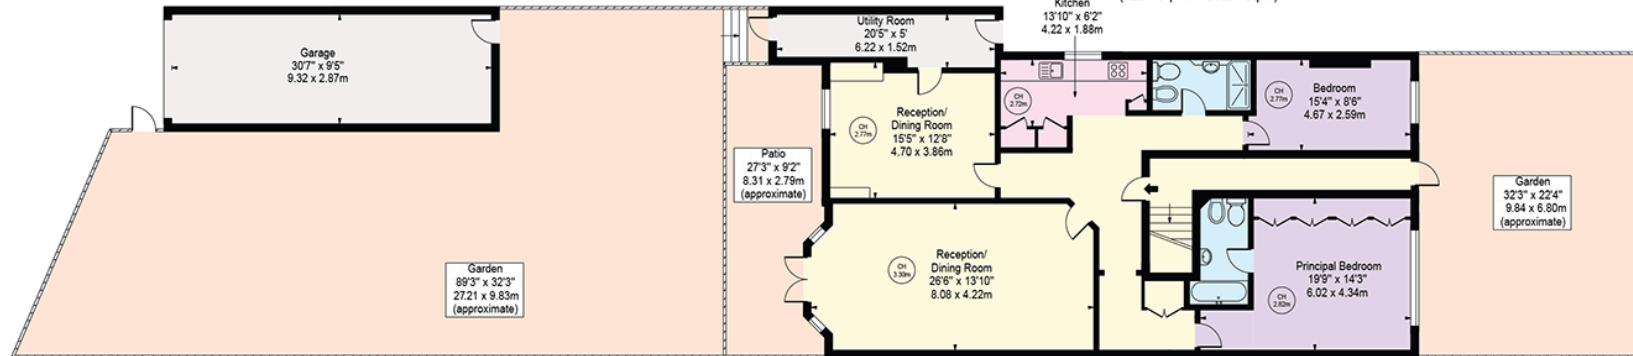 Kitchen
13'10" x 6'2"
4.22 x 1.88m
Utility Room
20'5" x 5'
6.22 x 1.52m
Garage
30'7" x 9'5"
9.32 x 2.87m
CH
2.72m
CH
2.77m
Bedroom
15'4" x 8'6"
4.67 x 2.59m
Reception/
Dining Room
15'5" x 12'8"
4.70 x 3.86m
CH
2.77m
Patio
27'3" x 9'2"
8.31 x 2.79m
(approximate)
Garden
32'3" x 22'4"
9.84 x 6.80m
(approximate)
Reception/
Dining Room
26'6" x 13'10"
8.08 x 4.22m
CH
3.30m
Garden
89'3" x 32'3"
27.21 x 9.83m
(approximate)
Principal Bedroom
19'9" x 14'3"
6.02 x 4.34m
CH
2.82m